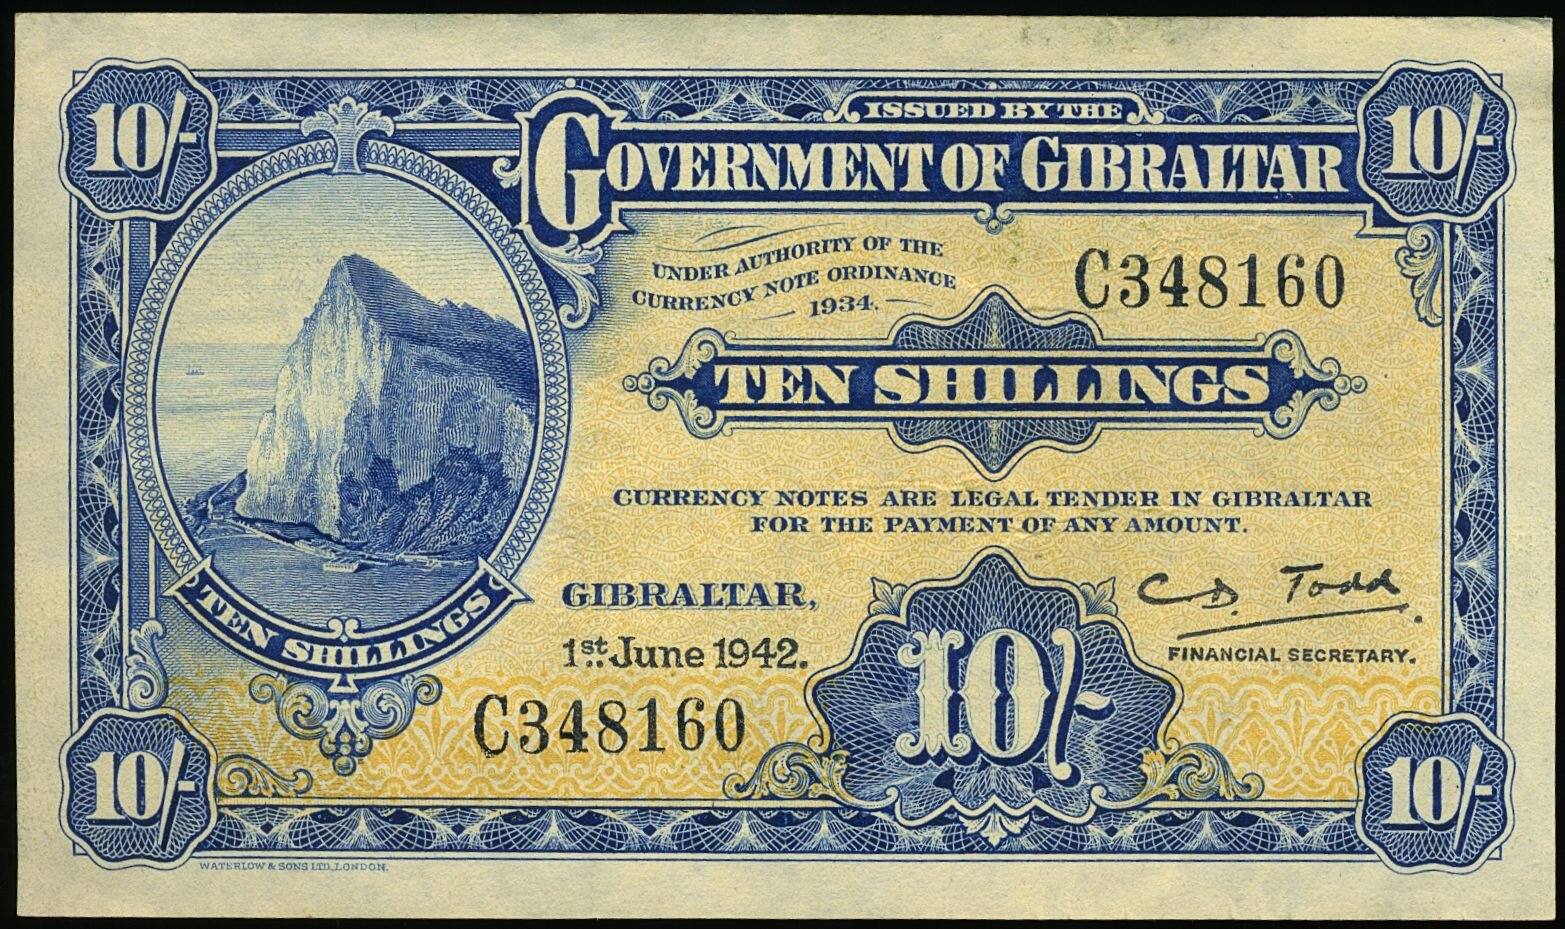 10/-
ISSUED BY THE
10/-
GOVERNMENT OF GIBRALTAR
UNDER AUTHORITY OF THE
CURRENCY NOTE ORDINANCE
1934.
C348160
TEN SHILLINGS
CURRENCY NOTES ARE LEGAL TENDER IN GIBRALTAR
FOR THE PAYMENT OF ANY AMOUNT.
GIBRALTAR,
1st. June 1942.
C D. Todd
FINANCIAL SECRETARY.
TEN SHILLINGS
C348160
10/-
10/-
10/-
WATERLOW & SONS LTD., LONDON.